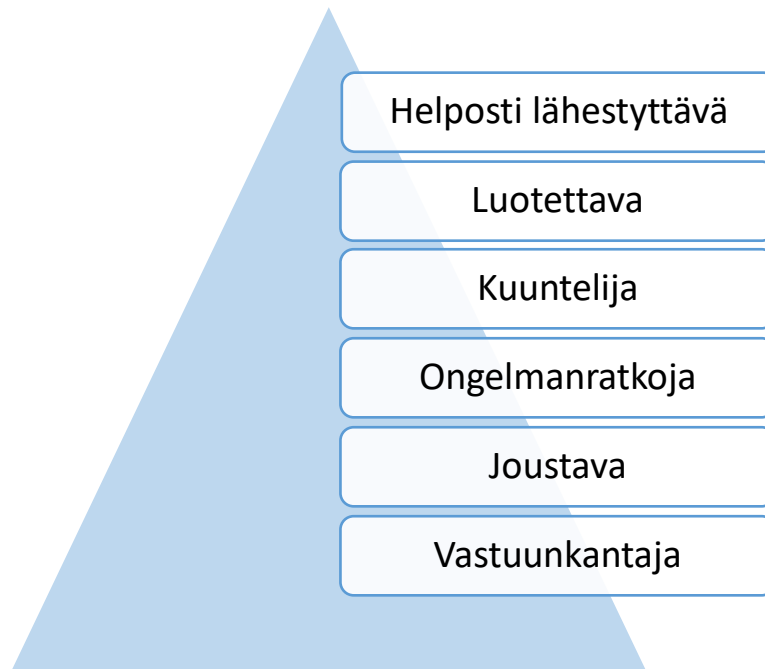 Helposti lähestyttävä
Luotettava
Kuuntelija
Ongelmanratkoja
Joustava
Vastuunkantaja